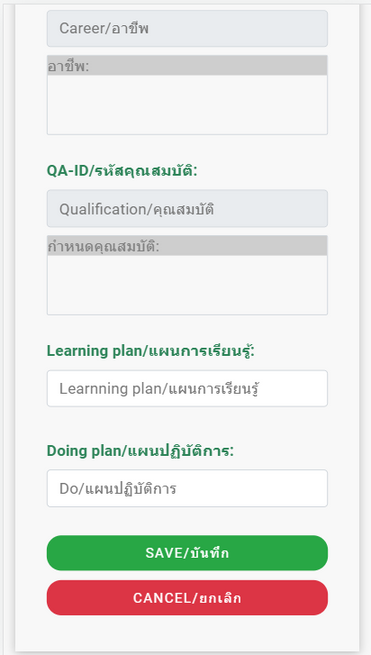 Career/อาชีพ
อาชีพ:
QA-ID/รหัสคุณสมบัติ:
Qualification/คุณสมบัติ
กำหนดคุณสมบัติ:
Learning plan/แผนการเรียนรู้:
Learnning plan/แผนการเรียนรู้
Doing plan/แผนปฏิบัติการ:
Do/แผนปฏิบัติการ
SAVE/บันทึก
CANCEL/ยกเลิก